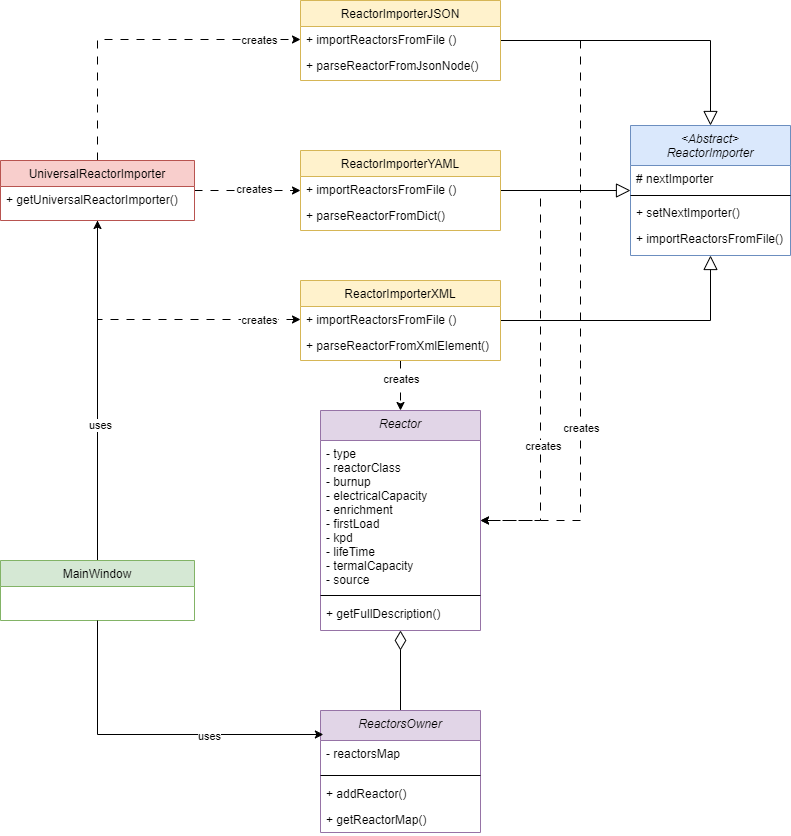 ReactorImporterJSON
+ importReactorsFromFile ()
+ parseReactorFromJsonNode()
creates
<Abstract>
ReactorImporter
# nextImporter
+ setNextImporter()
+ importReactorsFromFile()
UniversalReactorImporter
+ getUniversalReactorImporter()
creates
ReactorImporterYAML
+ importReactorsFromFile ()
+ parseReactorFromDict()
creates
ReactorImporterXML
+ importReactorsFromFile ()
+ parseReactorFromXmlElement()
creates
uses
creates
creates
Reactor
- type
- reactorClass
- burnup
- electricalCapacity
- enrichment
- firstLoad
- kpd
- lifeTime
- termalCapacity
- source
+ getFullDescription()
MainWindow
uses
ReactorsOwner
- reactorsMap
+ addReactor()
+ getReactorMap()